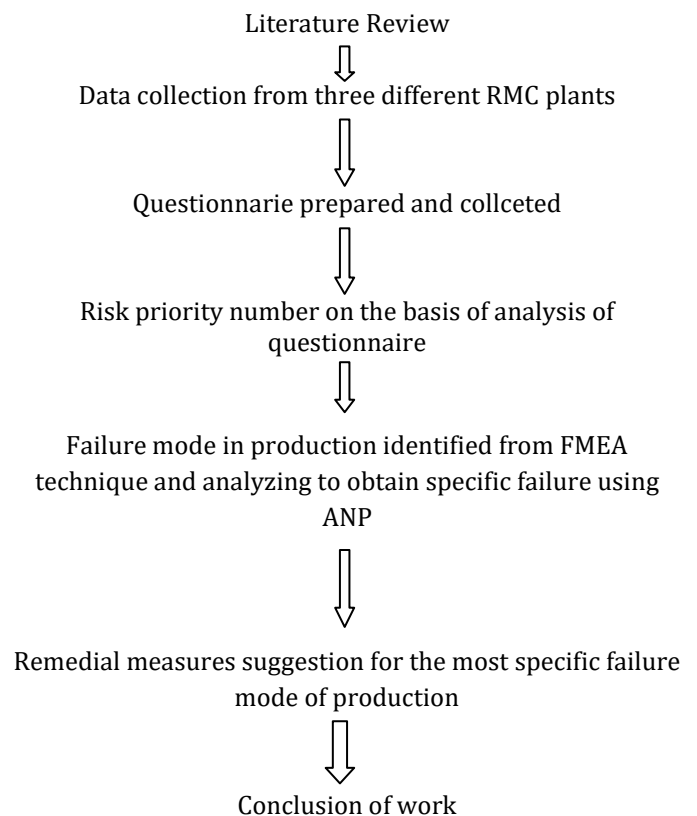 Literature Review
Data collection from three different RMC plants
Questionnarie prepared and collceted
Risk priority number on the basis of analysis of
questionnaire
Failure mode in production identified from FMEA
technique and analyzing to obtain specific failure using
ANP
Remedial measures suggestion for the most specific failure
mode of production
Conclusion of work